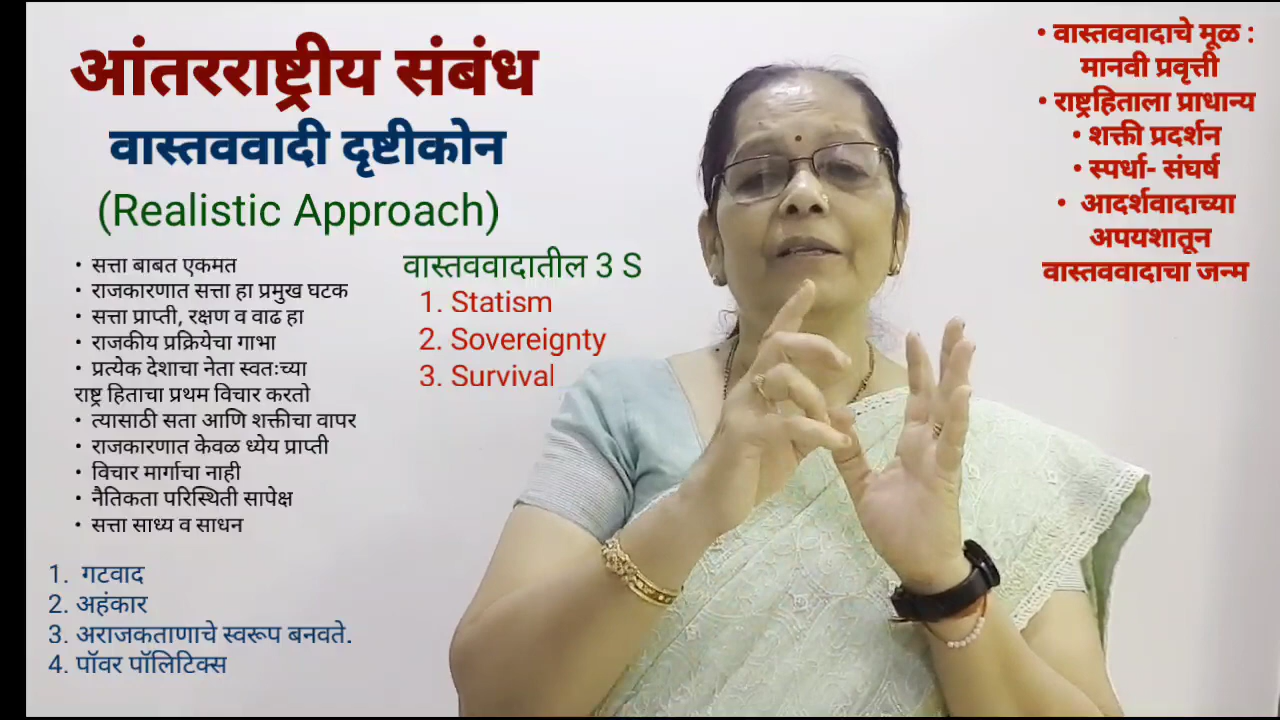 आंतरराष्ट्रीय संबंध
वास्तववादी दृष्टीकोन
(Realistic Approach)
• सत्ता बाबत एकमत
• राजकारणात सत्ता हा प्रमुख घटक
• सत्ता प्राप्ती, रक्षण व वाढ हा
• राजकीय प्रक्रियेचा गाभा
• प्रत्येक देशाचा नेता स्वतःच्या
राष्ट्र हिताचा प्रथम विचार करतो
• त्यासाठी सता आणि शक्तीचा वापर
• राजकारणात केवळ ध्येय प्राप्ती
• विचार मार्गाचा नाही
• नैतिकता परिस्थिती सापेक्ष
• सत्ता साध्य व साधन
1. गटवाद
2. अहंकार
3. अराजकताणाचे स्वरूप बनवते.
4. पॉवर पॉलिटिक्स
वास्तववादातील 3 S
1. Statism
2. Sovereignty
3. Survival
• वास्तववादाचे मूळ :
मानवी प्रवृत्ती
• राष्ट्रहिताला प्राधान्य
• शक्ती प्रदर्शन
• स्पर्धा- संघर्ष
• आदर्शवादाच्या
अपयशातून
वास्तववादाचा जन्म